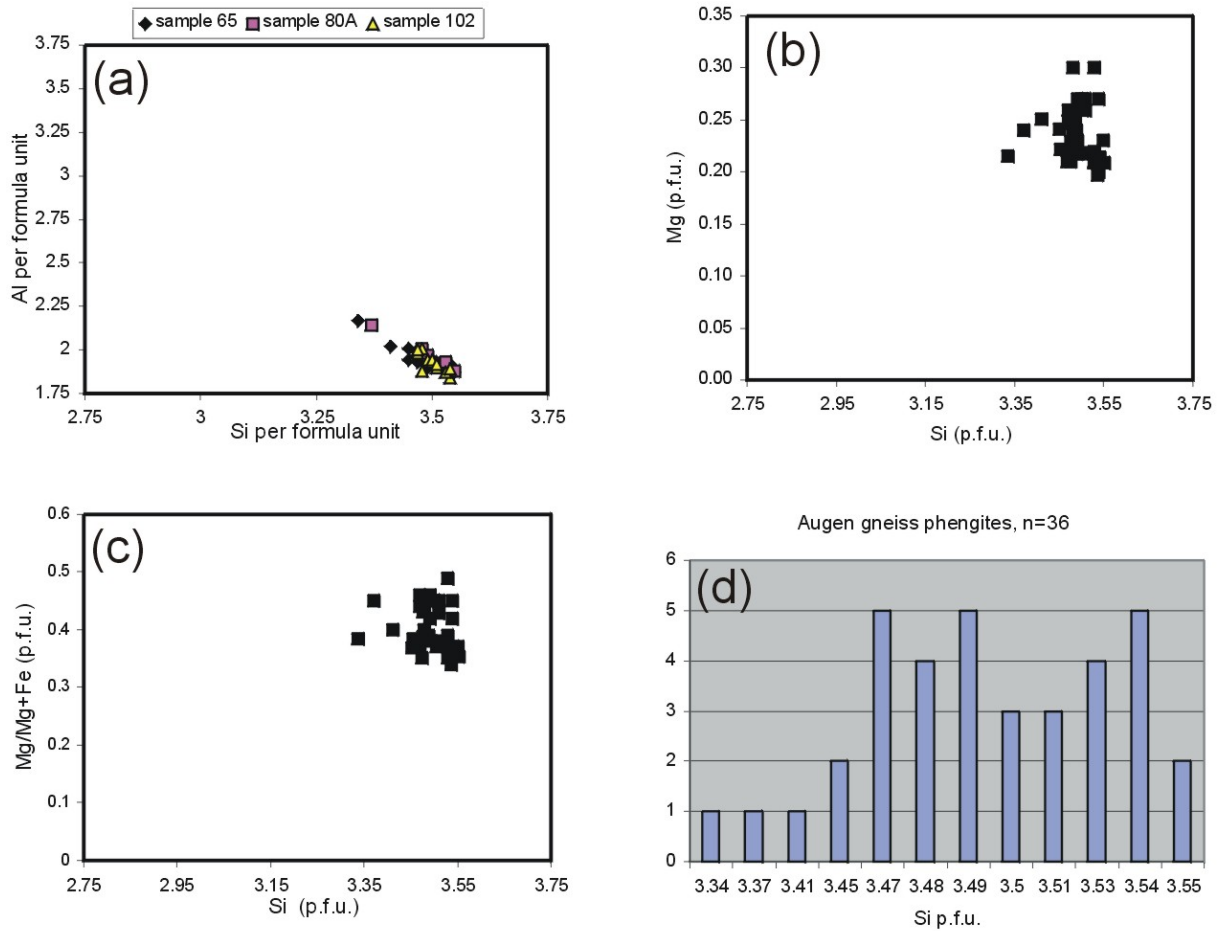 sample 65 sample 80A sample 102
(a)
3.75
3.5
3.25
3
2.75
2.5
2.25
2
1.75
Al per formula unit
2.75 3 3.25 3.5 3.75
Si per formula unit
(b)
0.35
0.30
0.25
0.20
0.15
0.10
0.05
0.00
Mg (p.f.u.)
2.75 2.95 3.15 3.35 3.55 3.75
Si (p.f.u.)
(c)
0.6
0.5
0.4
0.3
0.2
0.1
0
Mg/Mg+Fe (p.f.u.)
2.75 2.95 3.15 3.35 3.55 3.75
Si (p.f.u.)
Augen gneiss phengites, n=36
(d)
6
5
4
3
2
1
0
3.34 3.37 3.41 3.45 3.47 3.48 3.49 3.5 3.51 3.53 3.54 3.55
Si p.f.u.